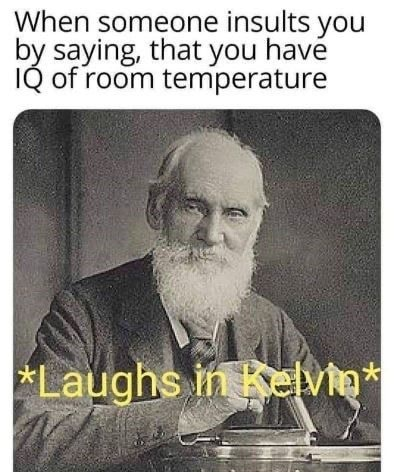 When someone insults you
by saying, that you have
IQ of room temperature
*Laughs in Kelvin*